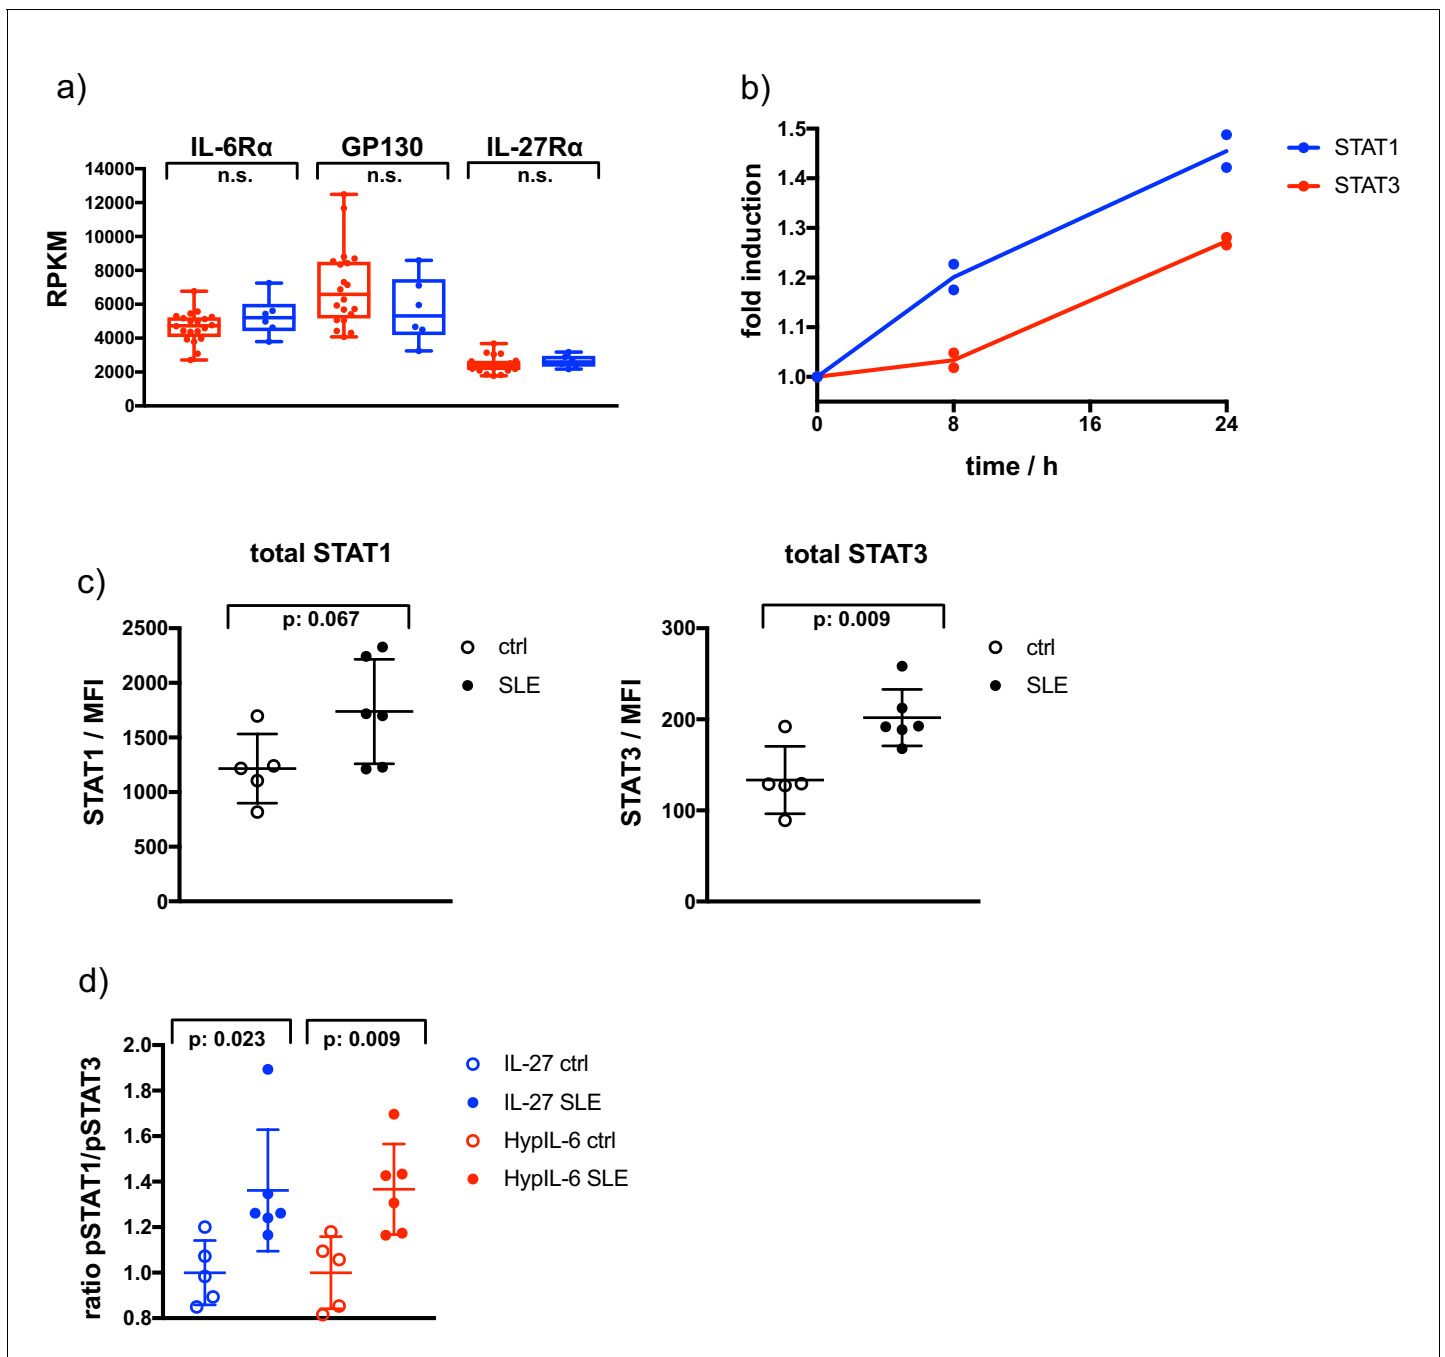 a)
IL-6Rα GP130 IL-27Rα
n.s. n.s. n.s.
RPKM
14000
12000
10000
8000
6000
4000
2000
0
b)
fold induction
1.5
1.4
1.3
1.2
1.1
1.0
0 8 16 24
time / h
STAT1
STAT3
c)
total STAT1
p: 0.067
STAT1 / MFI
2500
2000
1500
1000
500
0
ctrl
SLE
total STAT3
p: 0.009
STAT3 / MFI
300
200
100
0
ctrl
SLE
d)
p: 0.023 p: 0.009
ratio pSTAT1/pSTAT3
2.0
1.8
1.6
1.4
1.2
1.0
0.8
IL-27 ctrl
IL-27 SLE
HypIL-6 ctrl
HypIL-6 SLE